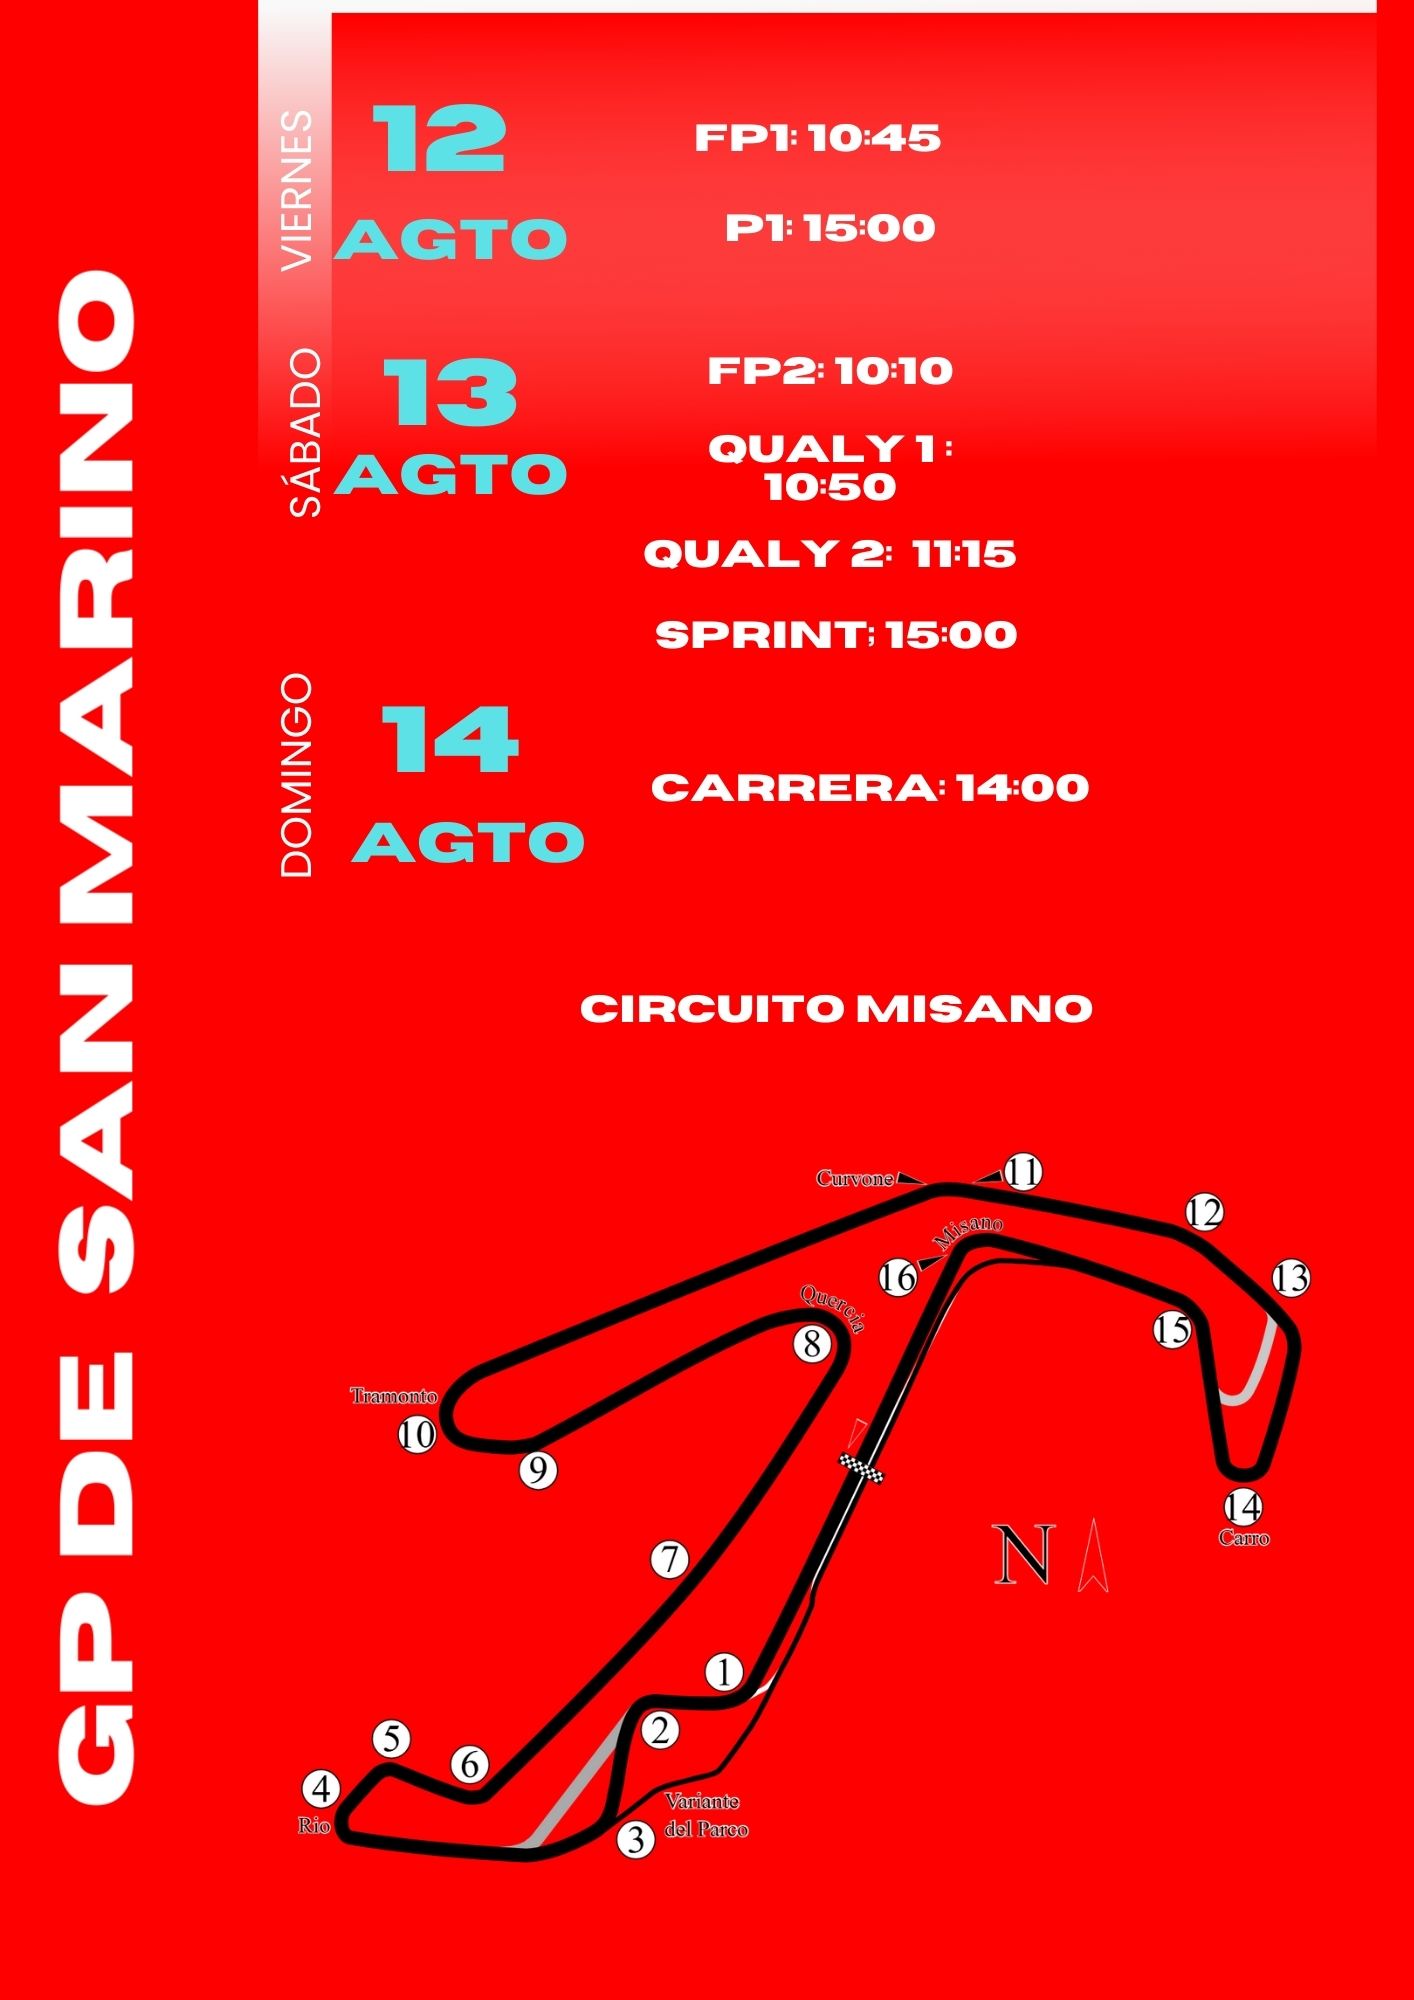 GP DE SAN MARINO
VIERNES
12
AGTO
FP1: 10:45
P1: 15:00
SÁBADO
13
AGTO
FP2: 10:10
QUALY 1 :
10:50
QUALY 2: 11:15
SPRINT; 15:00
DOMINGO
14
AGTO
CARRERA: 14:00
CIRCUITO MISANO
Curvone
11
12
Misano
16
13
Quercia
8
15
Tramonto
10
9
14
Carro
N
7
1
2
5
6
4
Rio
Variante
del Parco
3